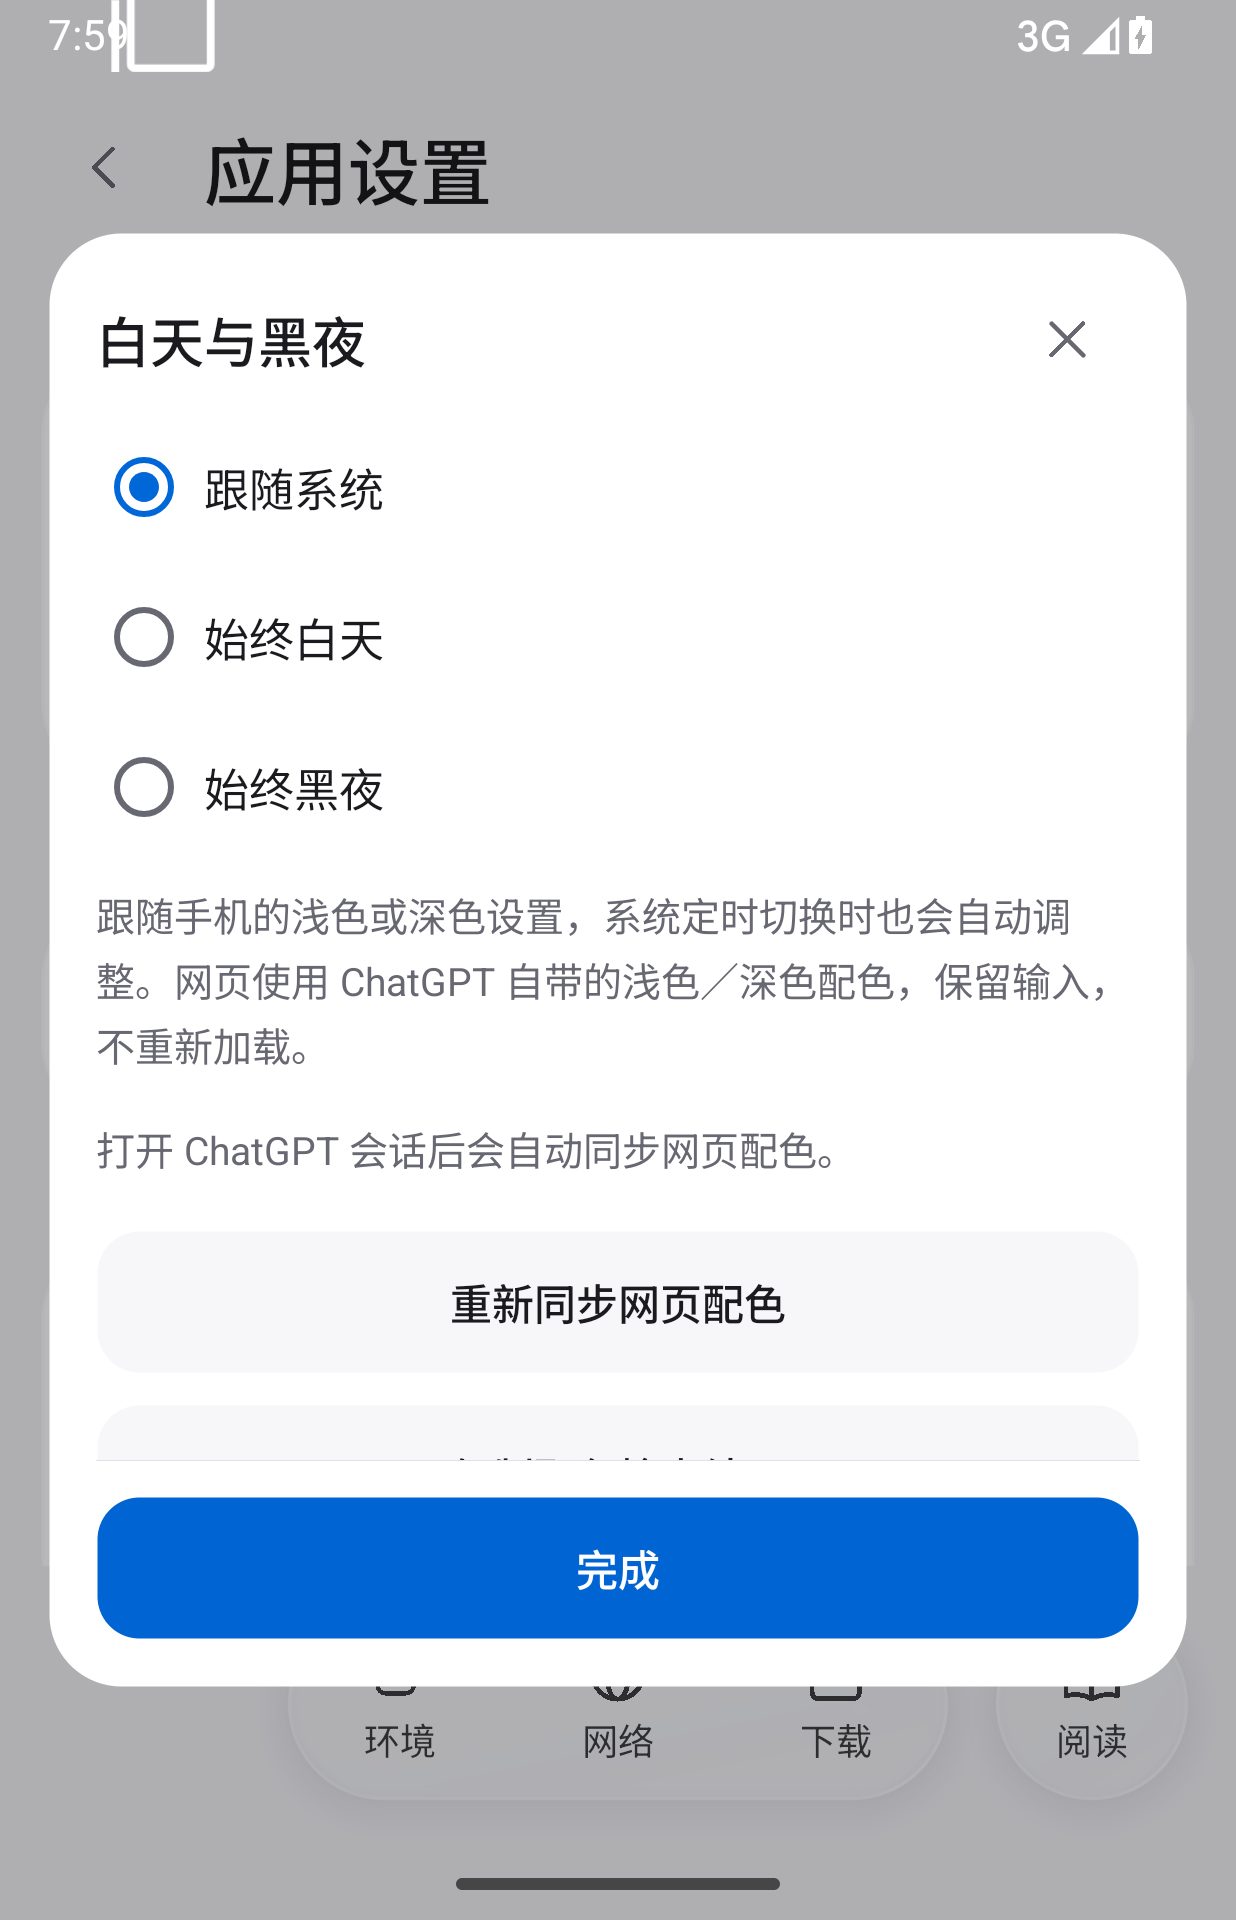 7:59
3G
应用设置
白天与黑夜
跟随系统
始终白天
始终黑夜
跟随手机的浅色或深色设置，系统定时切换时也会自动调
整。网页使用 ChatGPT 自带的浅色／深色配色，保留输入，
不重新加载。
打开 ChatGPT 会话后会自动同步网页配色。
重新同步网页配色
完成
环境
网络
下载
阅读